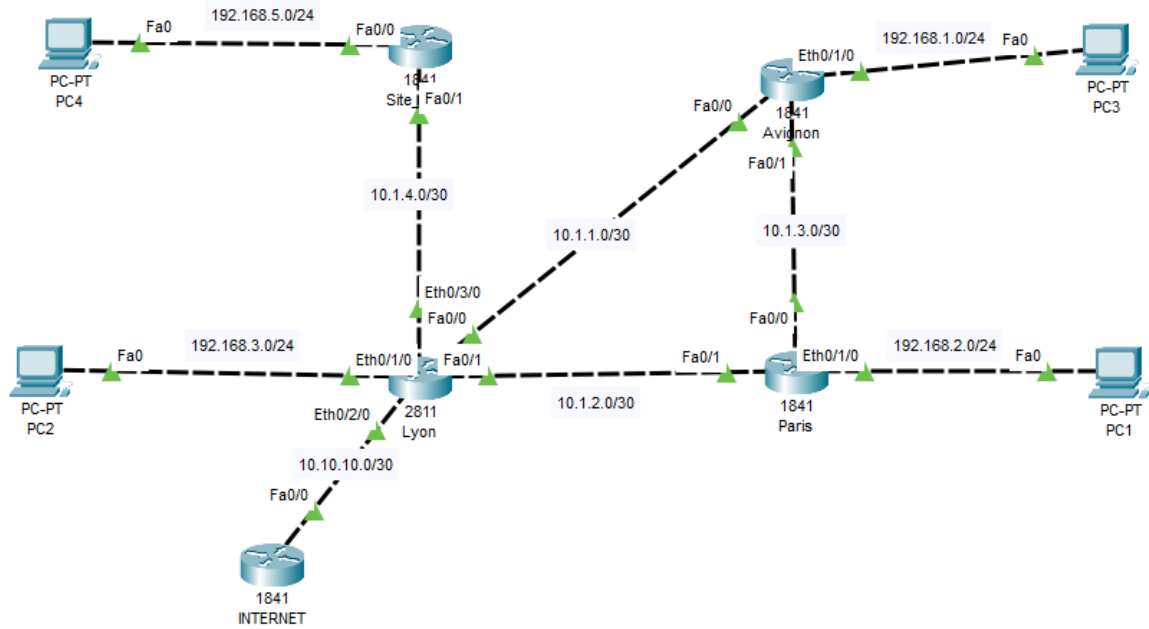 192.168.5.0/24
Fa0
Fa0/0
PC-PT
PC4
1841
Site_
Fa0/1
10.1.4.0/30
Eth0/3/0
Fa0/0
192.168.1.0/24
Eth0/1/0
Fa0
PC-PT
PC3
Fa0/0
1841
Avignon
Fa0/1
10.1.1.0/30
10.1.3.0/30
Fa0/0
192.168.3.0/24
Fa0
Eth0/1/0
Fa0/1
PC-PT
PC2
2811
Lyon
10.1.2.0/30
Fa0/1
Eth0/1/0
1841
Paris
192.168.2.0/24
Fa0
PC-PT
PC1
Eth0/2/0
10.10.10.0/30
Fa0/0
1841
INTERNET